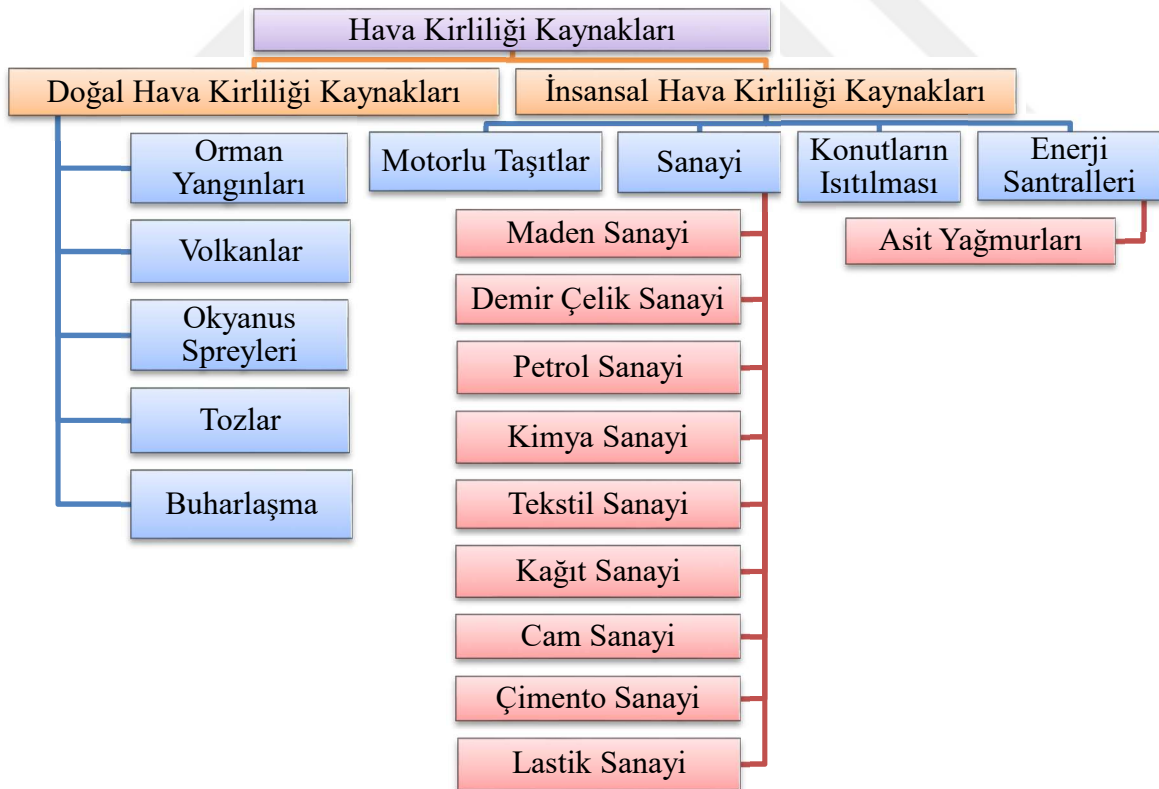 Hava Kirliliği Kaynakları
Doğal Hava Kirliliği Kaynakları
İnsansal Hava Kirliliği Kaynakları
Orman
Yangınları
Volkanlar
Okyanus
Spreyleri
Tozlar
Buharlaşma
Motorlu Taşıtlar
Sanayi
Konutların
Isıtılması
Enerji
Santralleri
Maden Sanayi
Demir Çelik Sanayi
Petrol Sanayi
Kimya Sanayi
Tekstil Sanayi
Kağıt Sanayi
Cam Sanayi
Çimento Sanayi
Lastik Sanayi
Asit Yağmurları